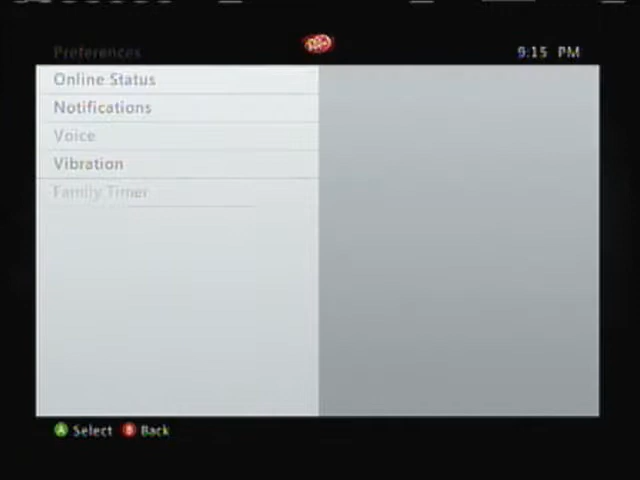 Preferences
9:15 PM
Online Status
Notifications
Voice
Vibration
Family Timer
A Select B Back